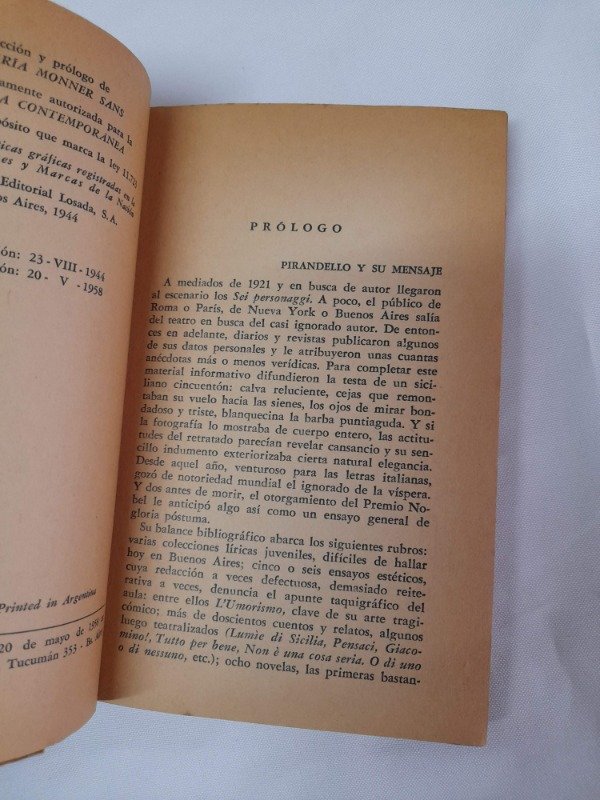 cción y prólogo de
ARÍA MONNER SANS
amente autorizada para la
A CONTEMPORANEA
pósito que marca la ley 11.723
icas gráficas registradas en la
es y Marcas de la Nación
Editorial Losada, S.A.
os Aires, 1944
ión: 23-VIII-1944
ión: 20- V -1958
Printed in Argentina
20 de mayo de
Tucumán 353 - Bs.
PRÓLOGO
PIRANDELLO Y SU MENSAJE
A mediados de 1921 y en busca de autor llegaron
al escenario los Sei personaggi. A poco, el público de
Roma o París, de Nueva York o Buenos Aires salía
del teatro en busca del casi ignorado autor. De enton-
ces en adelante, diarios y revistas publicaron algunos
de sus datos personales y le atribuyeron unas cuantas
anécdotas más o menos verídicas. Para completar este
material informativo difundieron la testa de un sici-
liano cincuentón: calva reluciente, cejas que remon-
taban su vuelo hacia las sienes, los ojos de mirar bon-
dadoso y triste, blanquecina la barba puntiaguda. Y si
la fotografía lo mostraba de cuerpo entero, las acti-
tudes del retratado parecían revelar cansancio y su sen-
cillo indumento exteriorizaba cierta natural elegancia.
Desde aquel año, venturoso para las letras italianas,
gozó de notoriedad mundial el ignorado de la víspera.
Y dos antes de morir, el otorgamiento del Premio No-
bel le anticipó algo así como un ensayo general de
gloria póstuma.
Su balance bibliográfico abarca los siguientes rubros:
varias colecciones líricas juveniles, difíciles de hallar
hoy en Buenos Aires; cinco o seis ensayos estéticos,
cuya redacción a veces defectuosa, demasiado reite-
rativa a veces, denuncia el apunte taquigráfico del
aula: entre ellos L'Umorismo, clave de su arte tragi-
cómico; más de doscientos cuentos y relatos, algunos
luego teatralizados (Lumìe di Sicilia, Pensaci, Giaco-
mino!, Tutto per bene, Non è una cosa seria. O di uno
o di nessuno, etc.); ocho novelas, las primeras bastan-